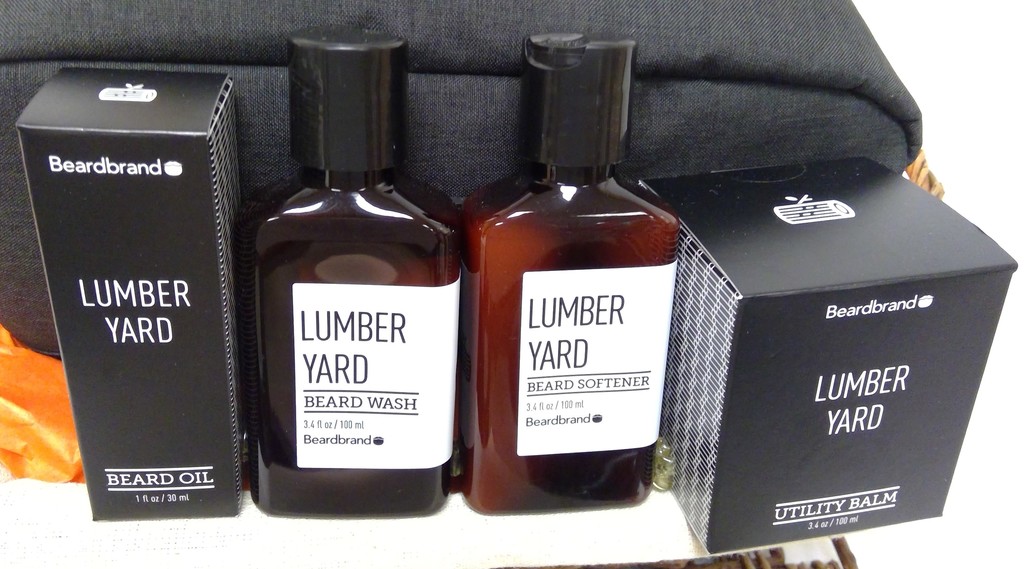 Beardbrand
LUMBER
YARD
BEARD OIL
1 fl oz / 30 ml
LUMBER
YARD
BEARD WASH
3.4 fl oz / 100 ml
Beardbrand
LUMBER
YARD
BEARD SOFTENER
3.4 fl oz / 100 ml
Beardbrand
Beardbrand
LUMBER
YARD
UTILITY BALM
3.4 oz / 100 ml